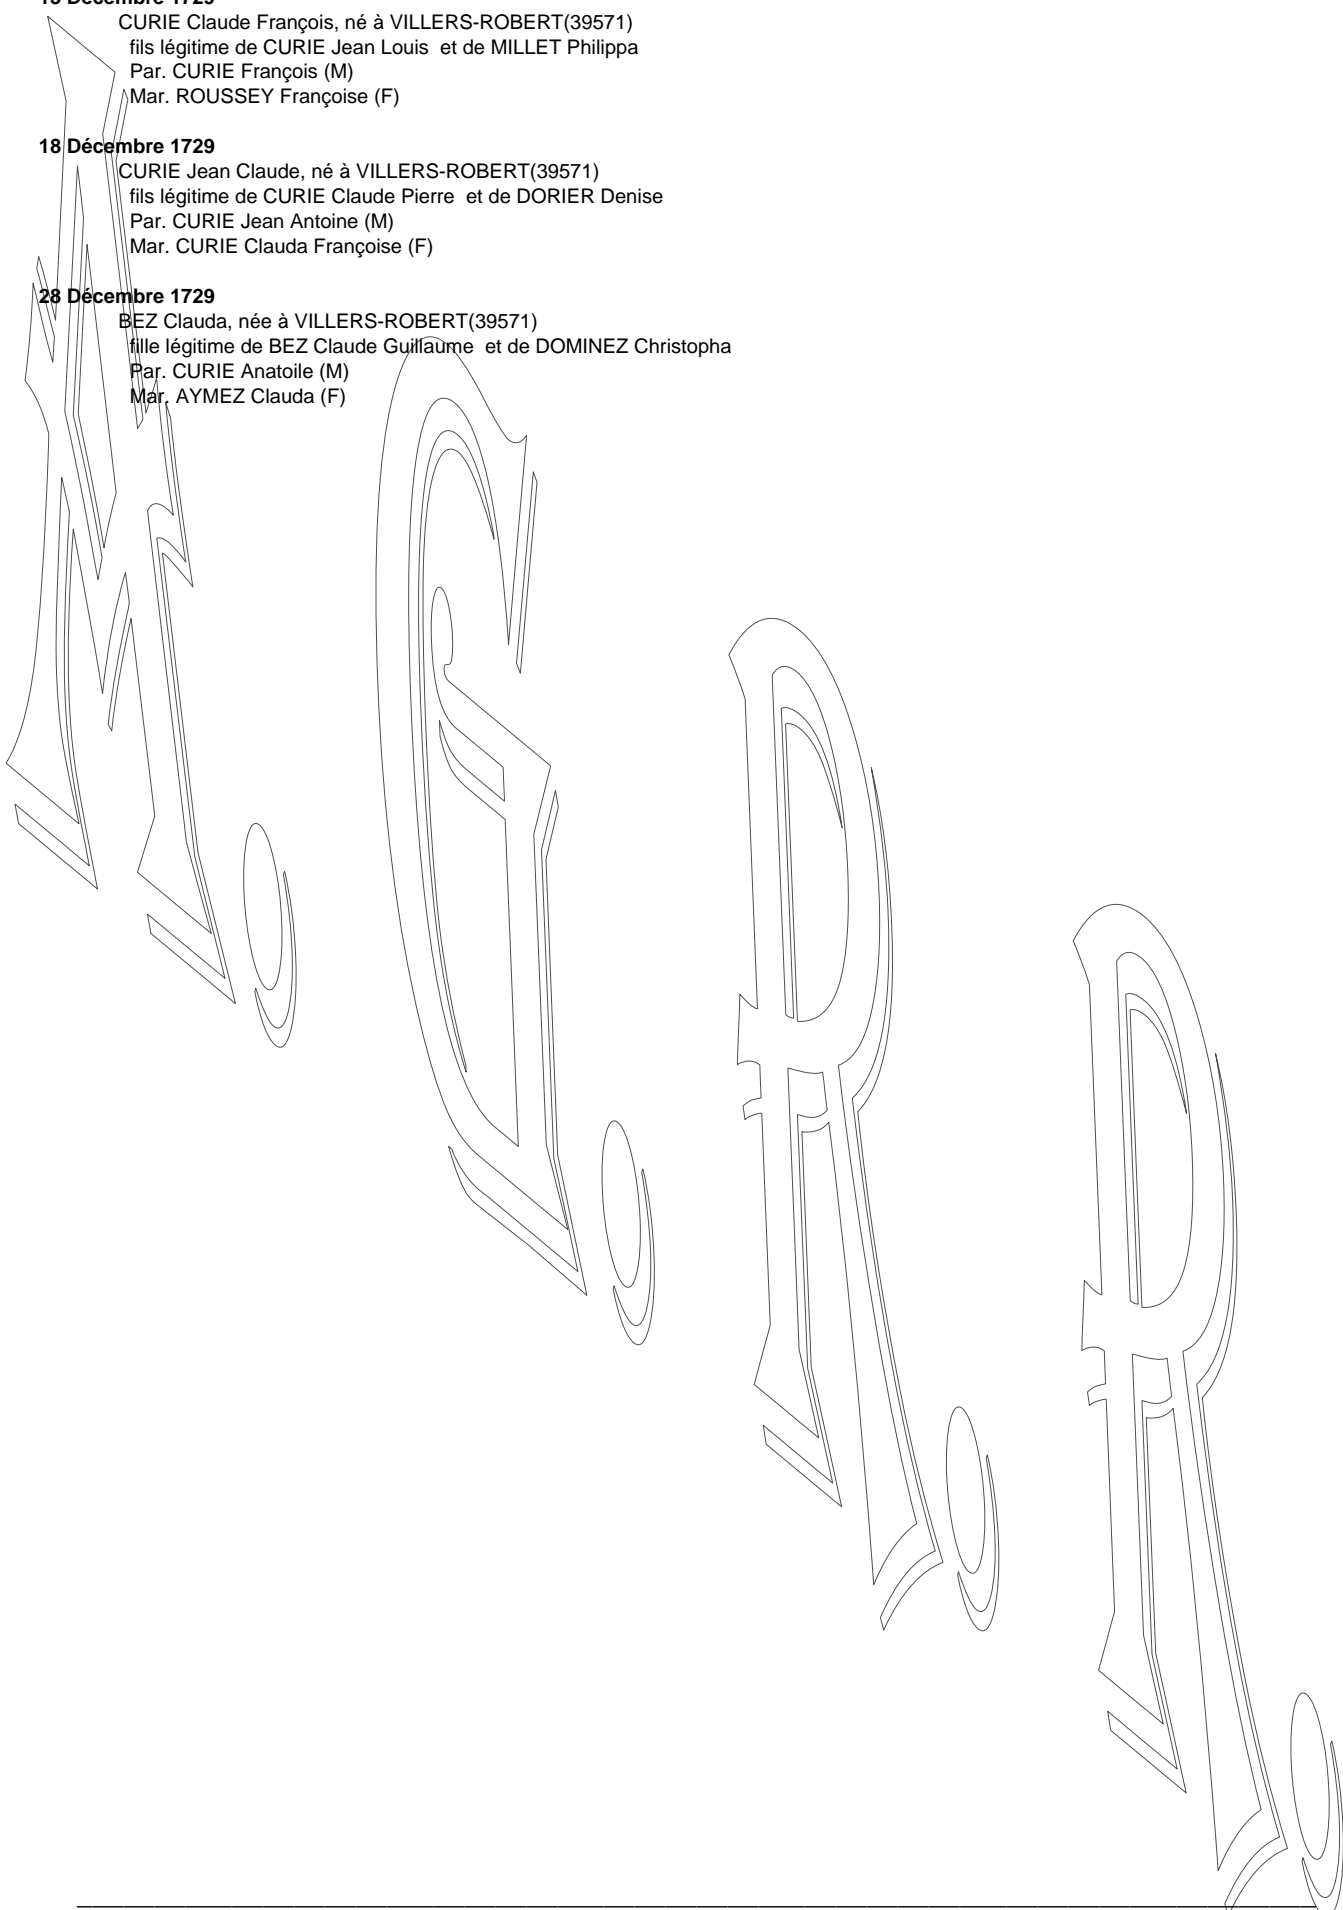 Décembre 1729
CURIE Claude François, né à VILLERS-ROBERT(39571)
fils légitime de CURIE Jean Louis et de MILLET Philippa
Par. CURIE François (M)
Mar. ROUSSEY Françoise (F)
18 Décembre 1729
CURIE Jean Claude, né à VILLERS-ROBERT(39571)
fils légitime de CURIE Claude Pierre et de DORIER Denise
Par. CURIE Jean Antoine (M)
Mar. CURIE Clauda Françoise (F)
28 Décembre 1729
BEZ Clauda, née à VILLERS-ROBERT(39571)
fille légitime de BEZ Claude Guillaume et de DOMINEZ Christopha
Par. CURIE Anatoile (M)
Mar. AYMEZ Clauda (F)
M.G.R.R.